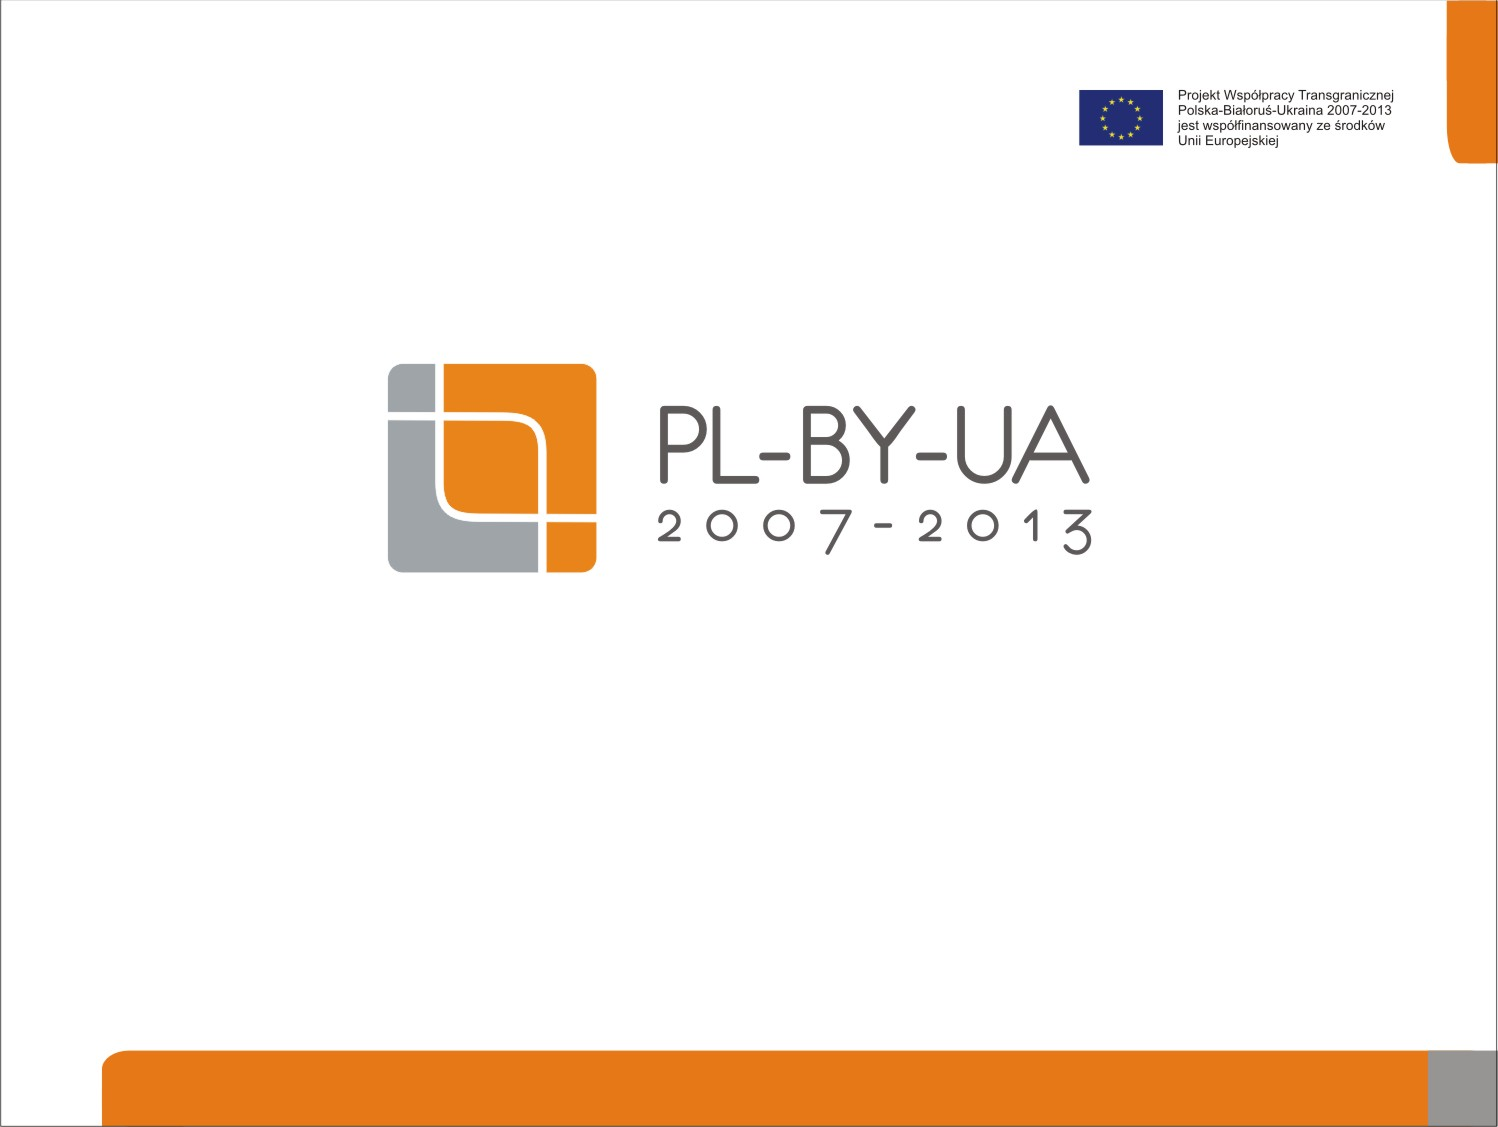 Projekt Współpracy Transgranicznej
Polska-Białoruś-Ukraina 2007-2013
jest współfinansowany ze środków
Unii Europejskiej
PL-BY-UA
2007-2013